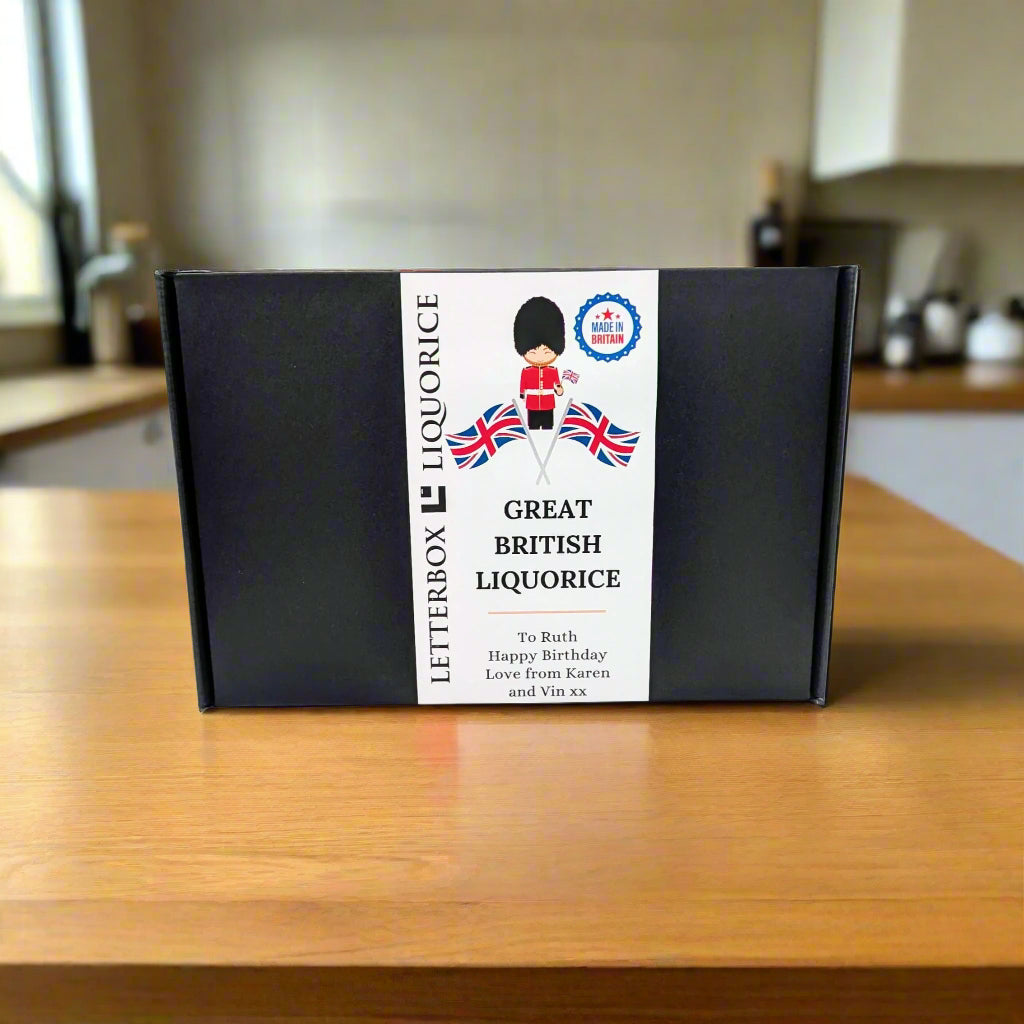 LETTERBOX LIQUORICE
MADE IN
BRITAIN
GREAT
BRITISH
LIQUORICE
To Ruth
Happy Birthday
Love from Karen
and Vin xx